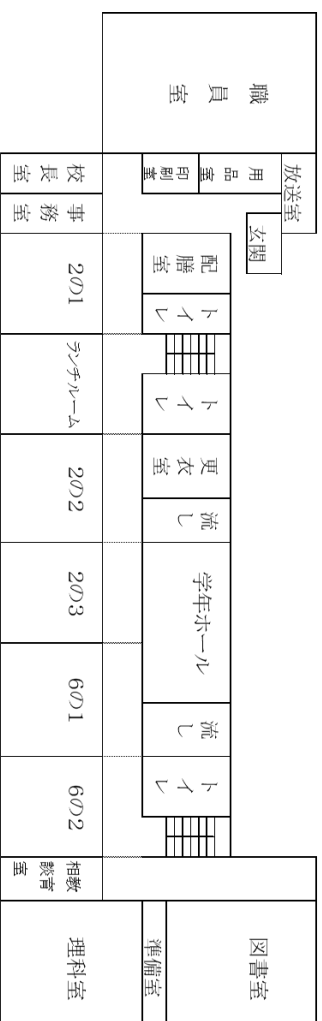 職員室
放送室
用品室
印刷室
玄関
校長室
事務室
配膳室
トイレ
2の1
ランチルーム
トイレ
更衣室
流し
2の2
2の3
学年ホール
6の1
流し
トイレ
6の2
教育
相談室
理科室
準備室
図書室